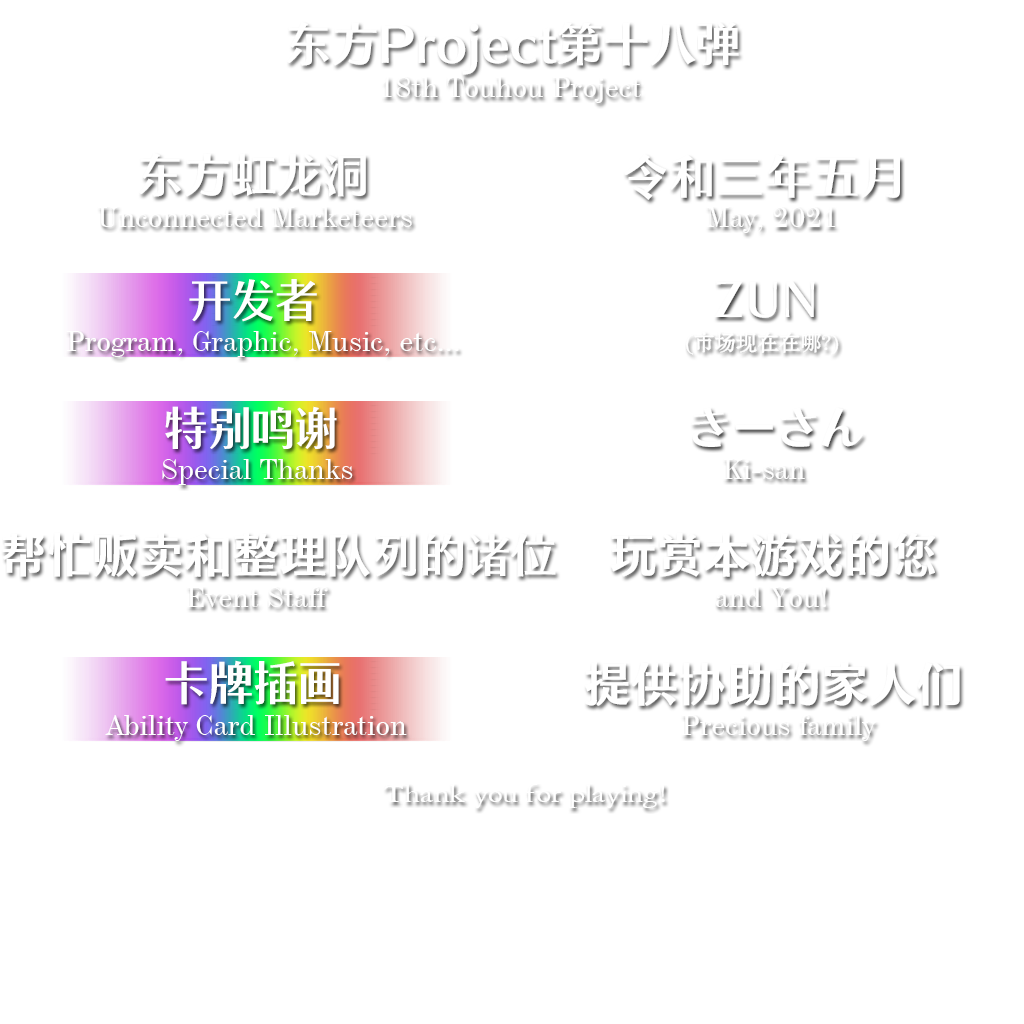 东方Project第十八弹
18th Touhou Project
东方虹龙洞
Unconnected Marketeers
令和三年五月
May, 2021
开发者
Program, Graphic, Music, etc...
ZUN
(市场现在在哪?)
特别鸣谢
Special Thanks
きーさん
Ki-san
帮忙贩卖和整理队列的诸位
Event Staff
玩赏本游戏的您
and You!
卡牌插画
Ability Card Illustration
提供协助的家人们
Precious family
Thank you for playing!